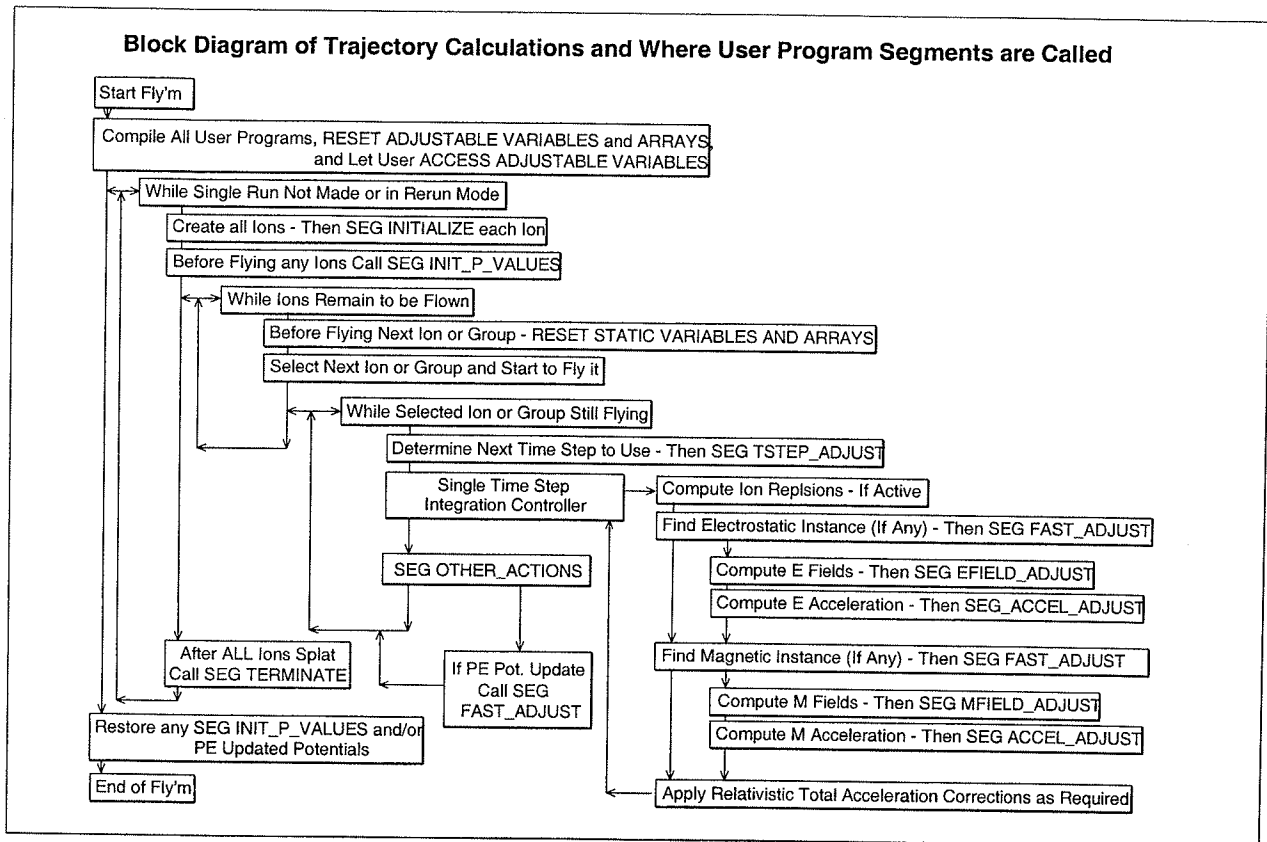 Block Diagram of Trajectory Calculations and Where User Program Segments are Called
Start Fly'm
Compile All User Programs, RESET ADJUSTABLE VARIABLES and ARRAYS,
and Let User ACCESS ADJUSTABLE VARIABLES
While Single Run Not Made or in Rerun Mode
Create all Ions - Then SEG INITIALIZE each Ion
Before Flying any Ions Call SEG INIT_P_VALUES
While Ions Remain to be Flown
Before Flying Next Ion or Group - RESET STATIC VARIABLES AND ARRAYS
Select Next Ion or Group and Start to Fly it
While Selected Ion or Group Still Flying
Determine Next Time Step to Use - Then SEG TSTEP_ADJUST
Single Time Step
Integration Controller
Compute Ion Replsions - If Active
Find Electrostatic Instance (If Any) - Then SEG FAST_ADJUST
SEG OTHER_ACTIONS
Compute E Fields - Then SEG EFIELD_ADJUST
Compute E Acceleration - Then SEG_ACCEL_ADJUST
After ALL Ions Splat
Call SEG TERMINATE
If PE Pot. Update
Call SEG
FAST_ADJUST
Find Magnetic Instance (If Any) - Then SEG FAST_ADJUST
Compute M Fields - Then SEG MFIELD_ADJUST
Compute M Acceleration - Then SEG ACCEL_ADJUST
Restore any SEG INIT_P_VALUES and/or
PE Updated Potentials
End of Fly'm
Apply Relativistic Total Acceleration Corrections as Required